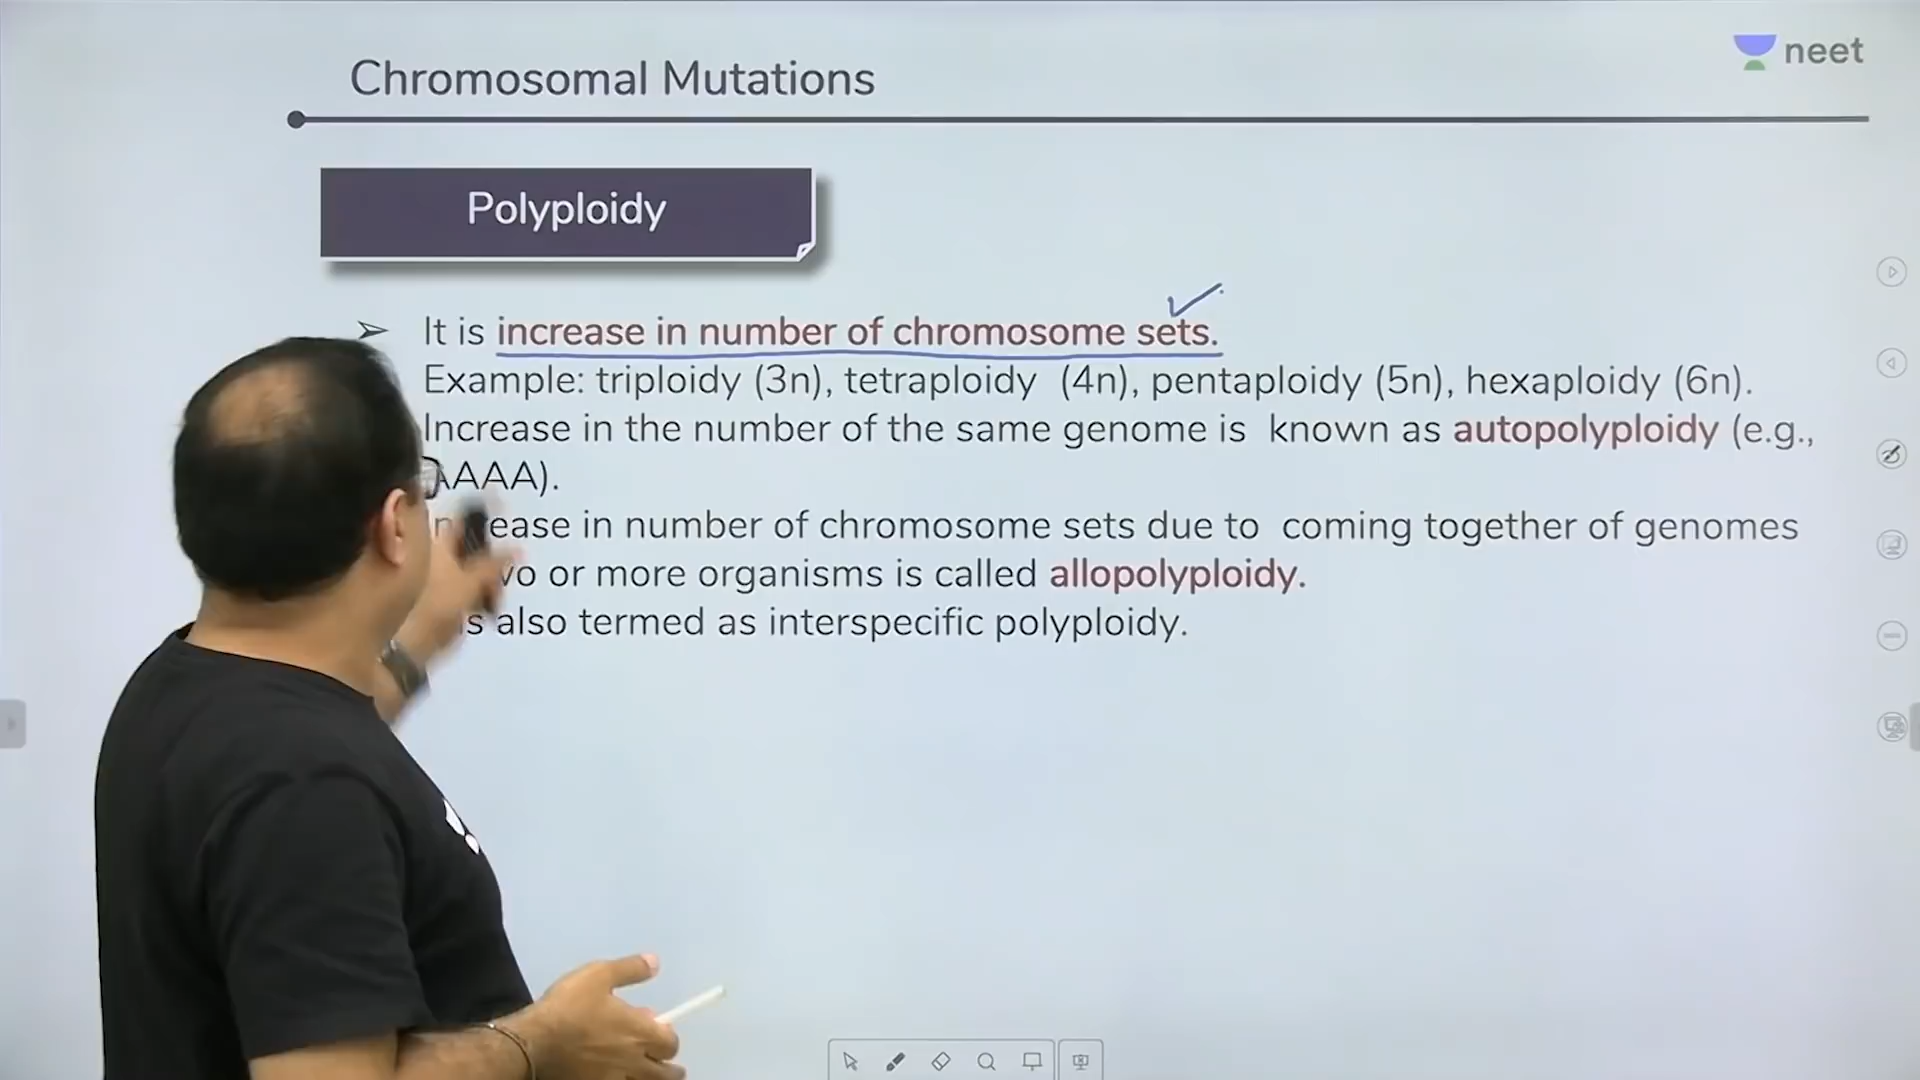 neet
Chromosomal Mutations
Polyploidy
It is increase in number of chromosome sets.
Example: triploidy (3n), tetraploidy (4n), pentaploidy (5n), hexaploidy (6n).
Increase in the number of the same genome is known as autopolyploidy (e.g.,
AAAA).
in number of chromosome sets due to coming together of genomes
or more organisms is called allopolyploidy.
also termed as interspecific polyploidy.